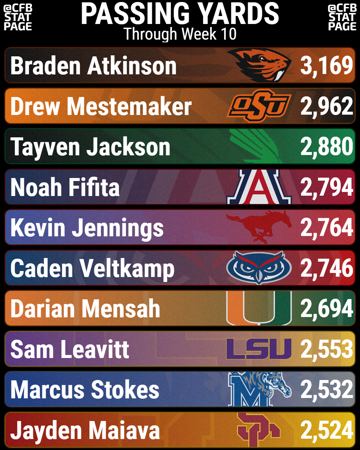 @CFB
STAT
PAGE
PASSING YARDS
Through Week 10
@CFB
STAT
PAGE
Braden Atkinson 3,169
Drew Mestemaker OSU 2,962
Tayven Jackson 2,880
Noah Fifita A 2,794
Kevin Jennings 2,764
Caden Veltkamp 2,746
Darian Mensah U 2,694
Sam Leavitt LSU 2,553
Marcus Stokes M 2,532
Jayden Maiava SC 2,524